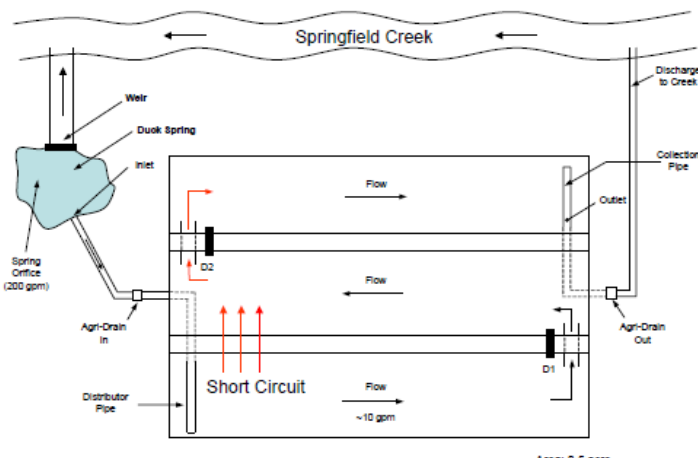 Springfield Creek
Discharge
to Creek
Weir
Duck Spring
Inlet
Collection
Pipe
Flow
Outlet
Spring
Orifice
(200 gpm)
D2
Flow
Agri-Drain
In
Agri-Drain
Out
Short Circuit
D1
Distributor
Pipe
Flow
~10 gpm